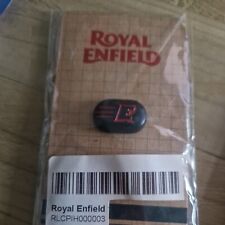 ROYAL
ENFIELD
E
Royal Enfield
RLCPIH000003